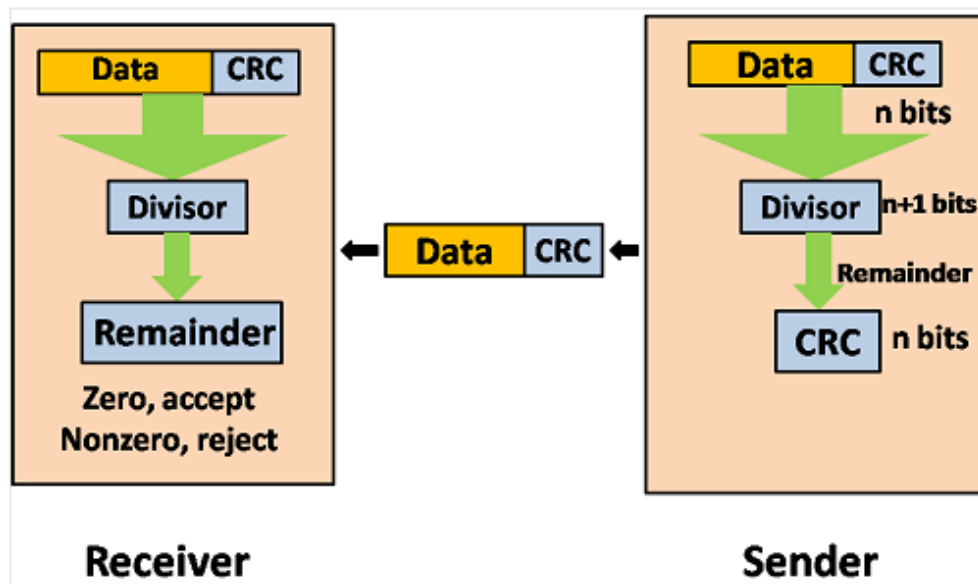 Data CRC
Divisor
Remainder
Zero, accept
Nonzero, reject
Receiver
Data CRC
Data CRC
n bits
Divisor n+1 bits
Remainder
CRC n bits
Sender